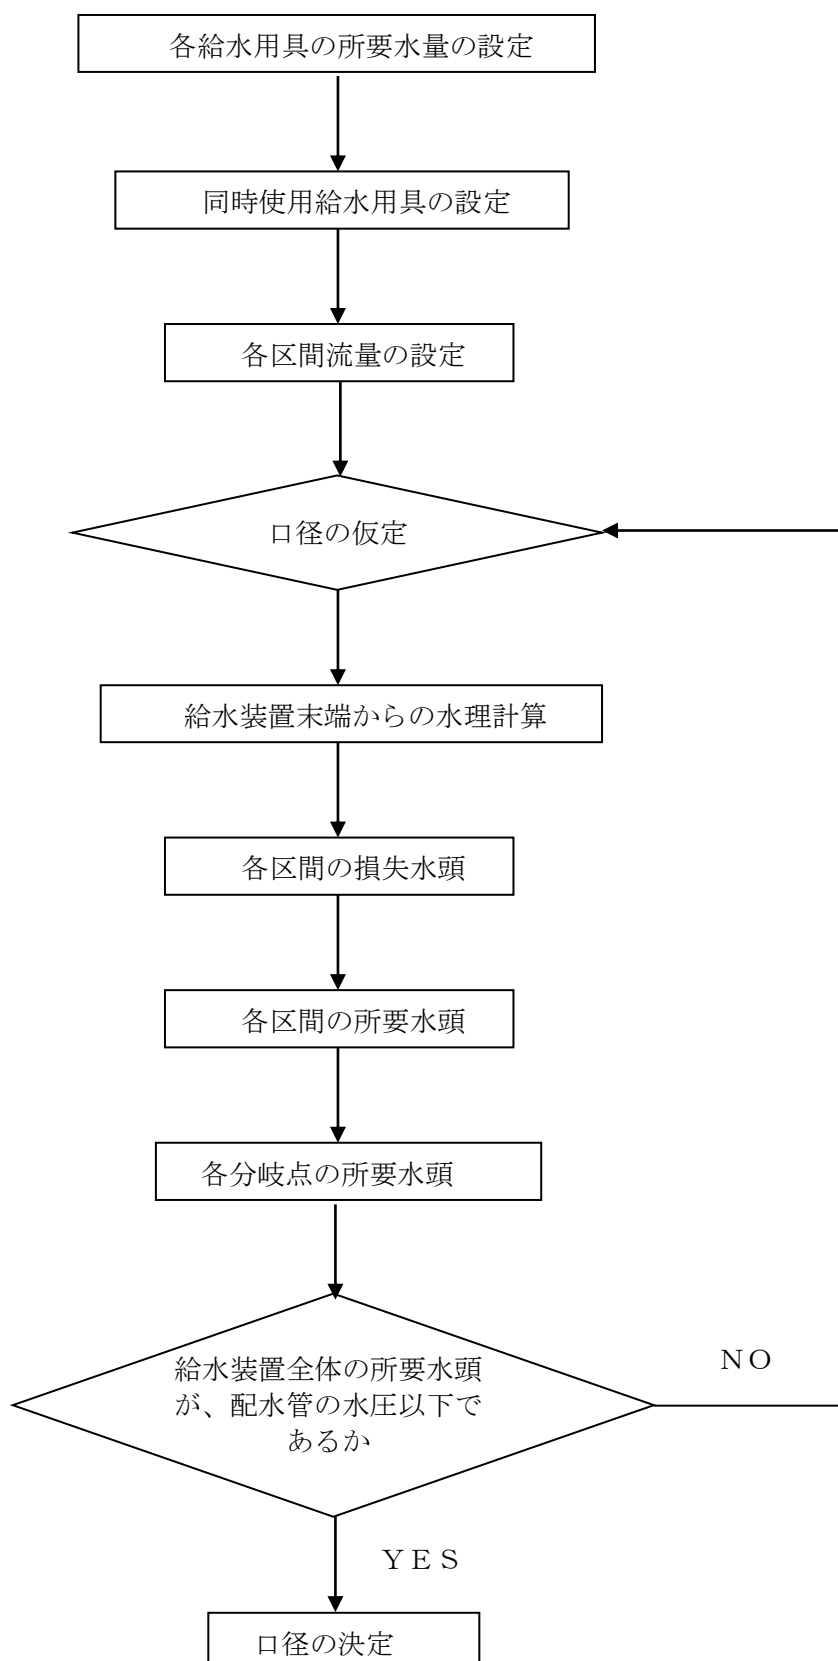 各給水用具の所要水量の設定
同時使用給水用具の設定
各区間流量の設定
口径の仮定
給水装置末端からの水理計算
各区間の損失水頭
各区間の所要水頭
各分岐点の所要水頭
給水装置全体の所要水頭
が、配水管の水圧以下で
あるか
ＮＯ
ＹＥＳ
口径の決定